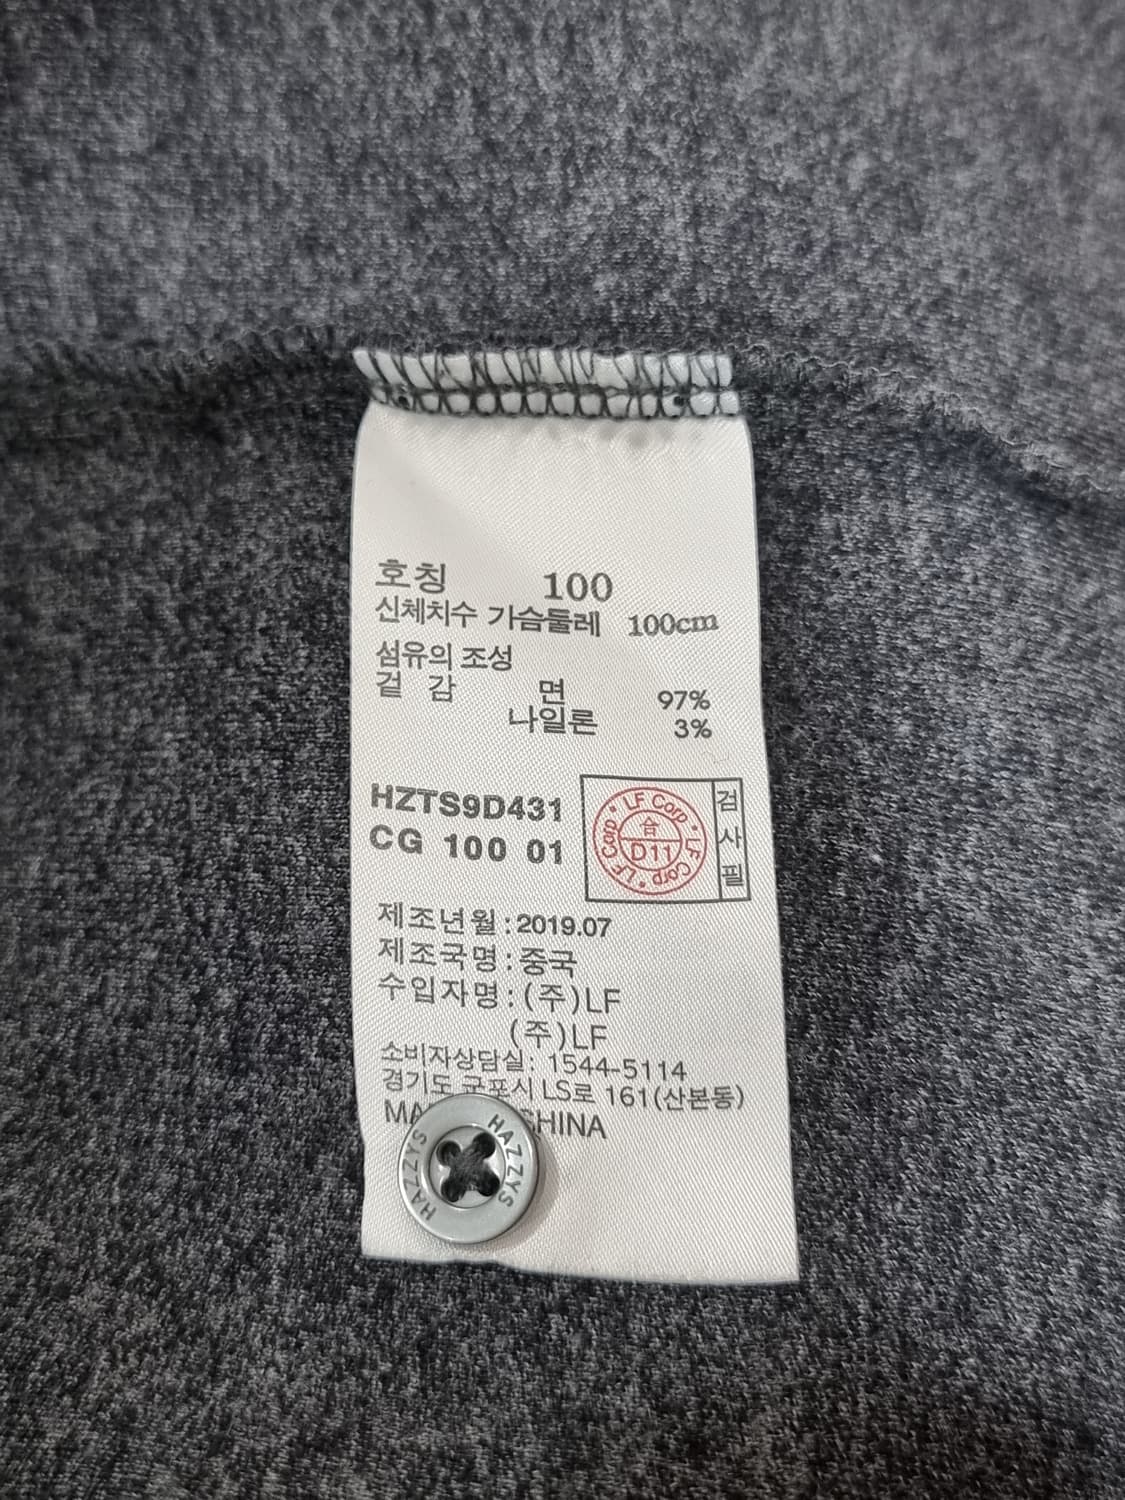 호칭 100
신체치수 가슴둘레 100cm
섬유의 조성
겉 감 면 97%
나일론 3%
HZTS9D431
CG 100 01
LF Corp • LF Corp • LF Corp •
合
D11
검사필
제조년월:2019.07
제조국명:중국
수입자명:(주)LF
(주)LF
소비자상담실: 1544-5114
경기도 군포시 LS로 161(산본동)
HAZZYS HAZZYS